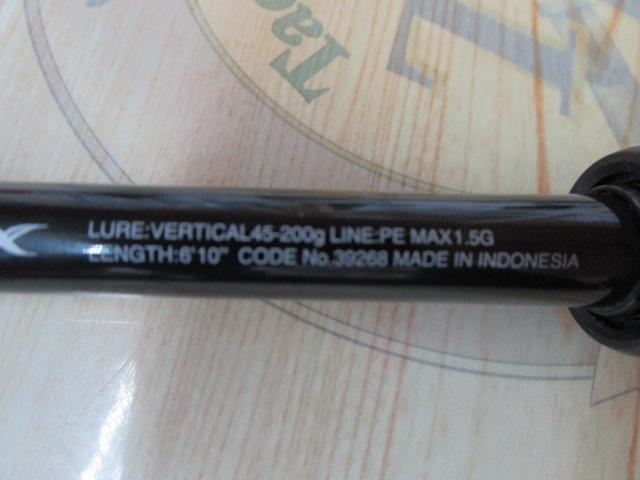 LURE:VERTICAL45-200g LINE:PE MAX1.5G
LENGTH:6'10" CODE No.39268 MADE IN INDONESIA